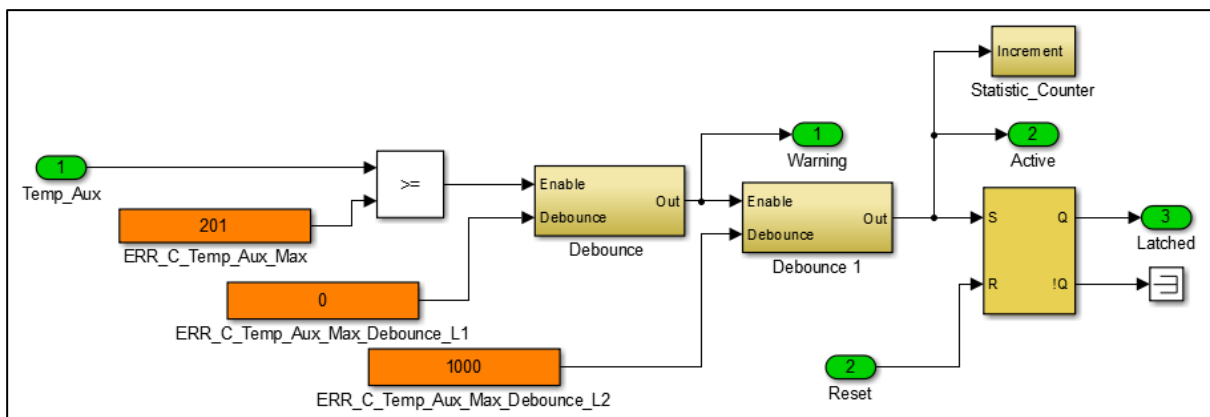 Increment
Statistic_Counter
1
Warning
2
Active
1
Temp_Aux
>=
Enable
Debounce
Out
Debounce
Enable
Debounce
Out
Debounce 1
S
R
Q
!Q
3
Latched
201
ERR_C_Temp_Aux_Max
0
ERR_C_Temp_Aux_Max_Debounce_L1
1000
ERR_C_Temp_Aux_Max_Debounce_L2
2
Reset